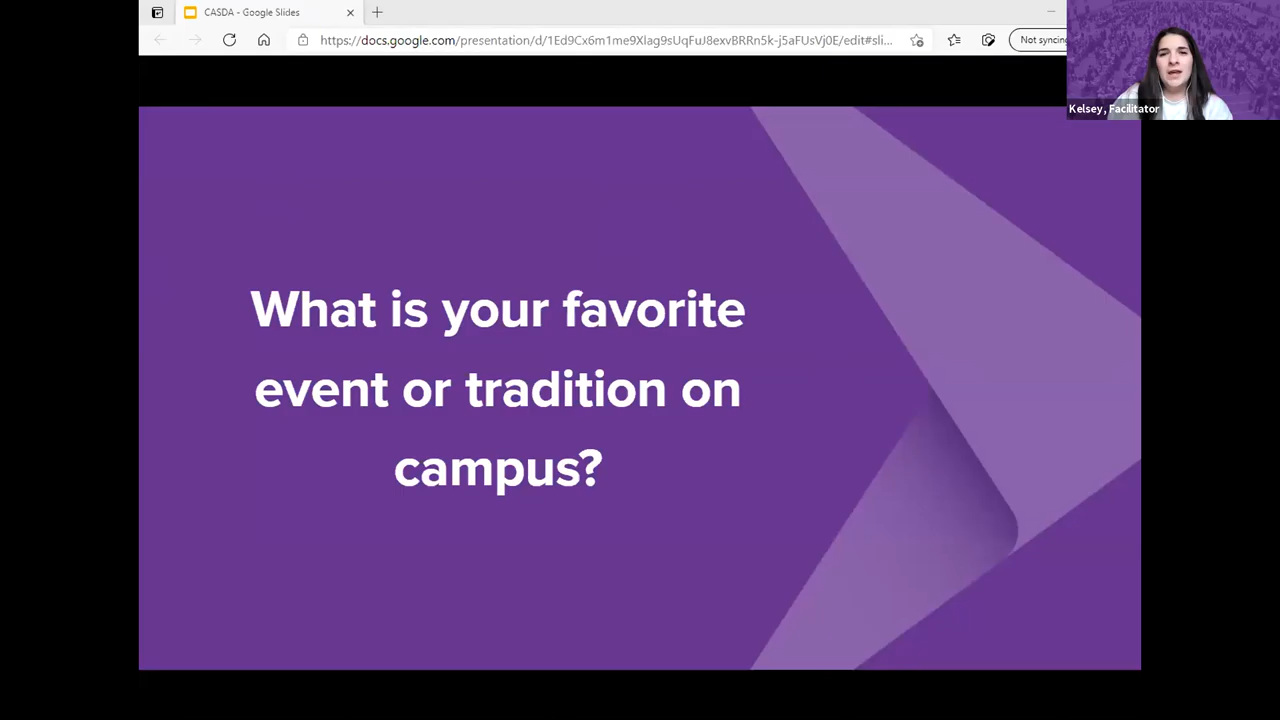 CASDA - Google Slides
https://docs.google.com/presentation/d/1Ed9Cx6m1me9Xlag9sUqFuJ8exvBRRn5k-j5aFUsVj0E/edit#sli...
Not syncing
Kelsey, Facilitator
What is your favorite
event or tradition on
campus?